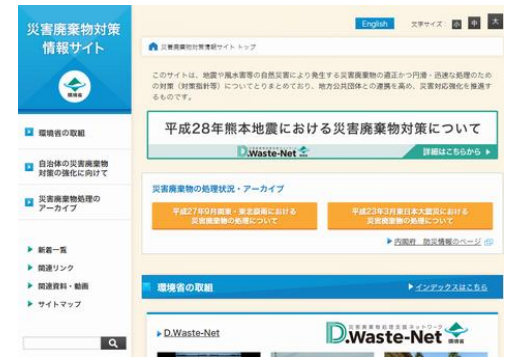 災害廃棄物対策
情報サイト
環境省
環境省の取組
自治体の災害廃棄物
対策の強化に向けて
災害廃棄物処理の
アーカイブ
新着一覧
関連リンク
関連資料・動画
サイトマップ
English
文字サイズ: 小 中 大
災害廃棄物対策情報サイト トップ
このサイトは、地震や風水害等の自然災害により発生する災害廃棄物の適正かつ円滑・迅速な処理のため
の対策(対策指針等)についてとりまとめており、地方公共団体との連携を高め、災害対応強化を推進す
るものです。
平成28年熊本地震における災害廃棄物対策について
D.Waste-Net
詳細はこちらから
災害廃棄物の処理状況・アーカイブ
平成27年9月関東・東北豪雨における
災害廃棄物の処理について
平成23年3月東日本大震災における
災害廃棄物の処理について
内閣府 防災情報のページ
環境省の取組
インデックスはこちら
D.Waste-Net
災害廃棄物処理支援ネットワーク
D.Waste-Net
環境省